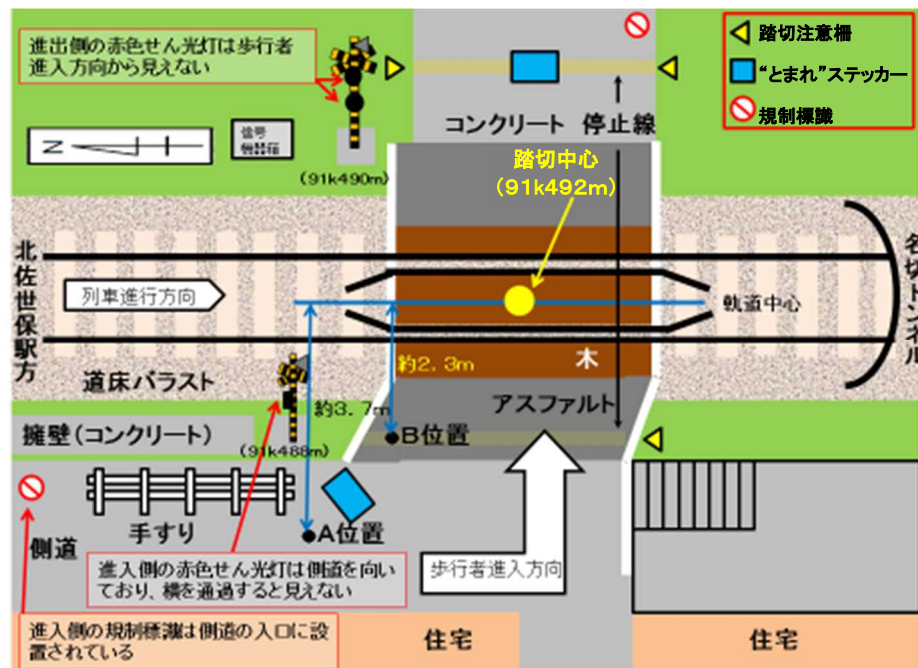 進出側の赤色せん光灯は歩行者
進入方向から見えない
踏切注意柵
“とまれ”ステッカー
規制標識
N
信号
機器箱
コンクリート
停止線
(91k490m)
踏切中心
(91k492m)
北佐世保駅方
列車進行方向
軌道中心
名切トンネル
約2.3m
木
道床バラスト
約3.7m
アスファルト
擁壁(コンクリート)
(91k488m)
B位置
手すり
A位置
側道
進入側の赤色せん光灯は側道を向い
ており、横を通過すると見えない
歩行者進入方向
進入側の規制標識は側道の入口に設
置されている
住宅
住宅